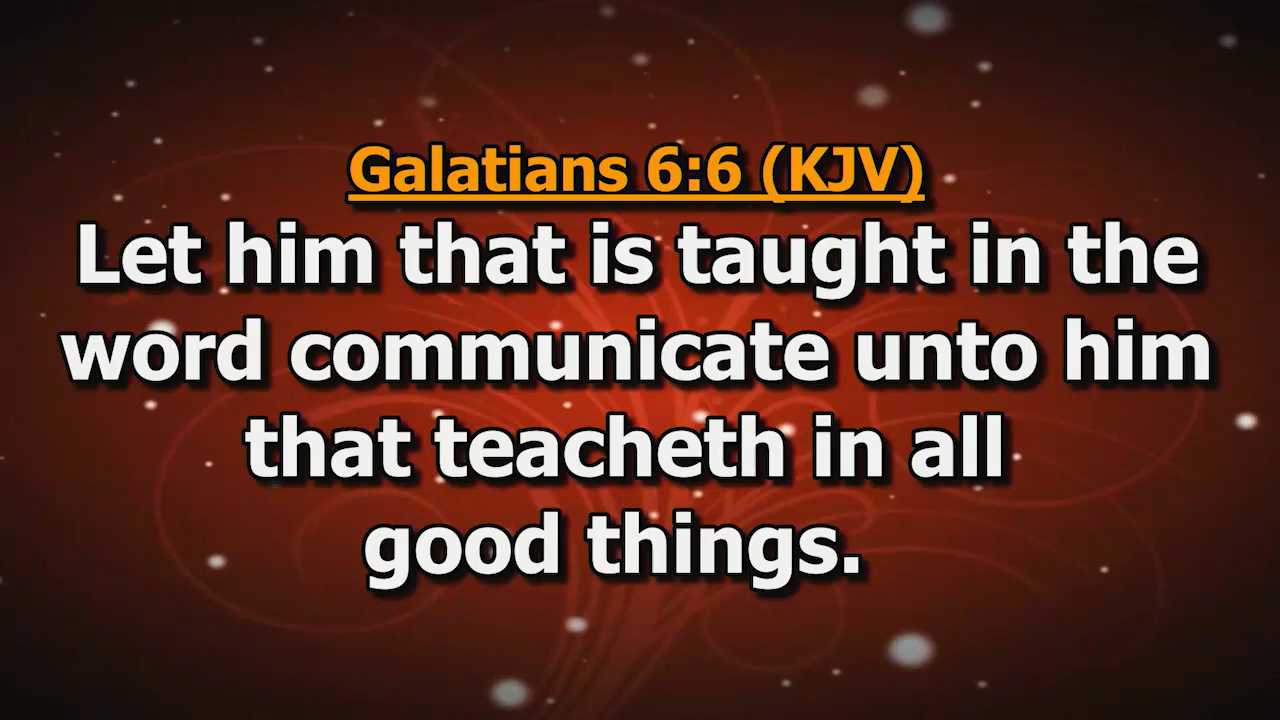 Galatians 6:6 (KJV)
Let him that is taught in the
word communicate unto him
that teacheth in all
good things.